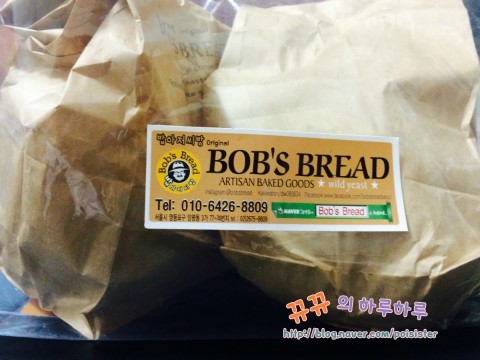 BREAD
밥아저씨빵 Original
Bob's Bread
BOB'S BREAD
ARTISAN BAKED GOODS ★ wild yeast ★
Tel: 010-6426-8809
NAVER
Bob's Bread
뀨뀨 의 하루하루
http://blog.naver.com/poisister